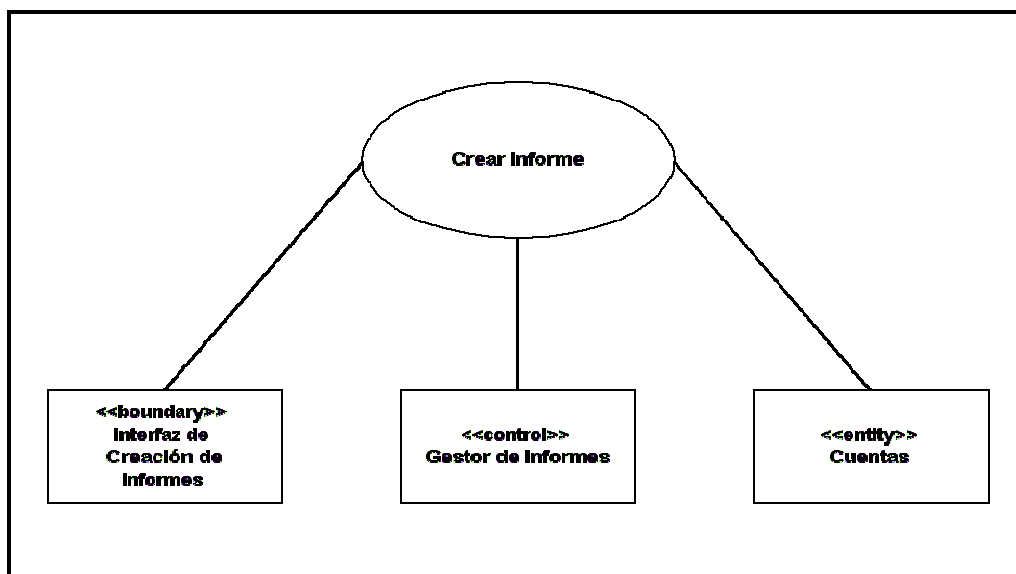 Crear Informe
<<boundary>>
Interfaz de
Creación de
Informes
<<control>>
Gestor de Informes
<<entity>>
Cuentas